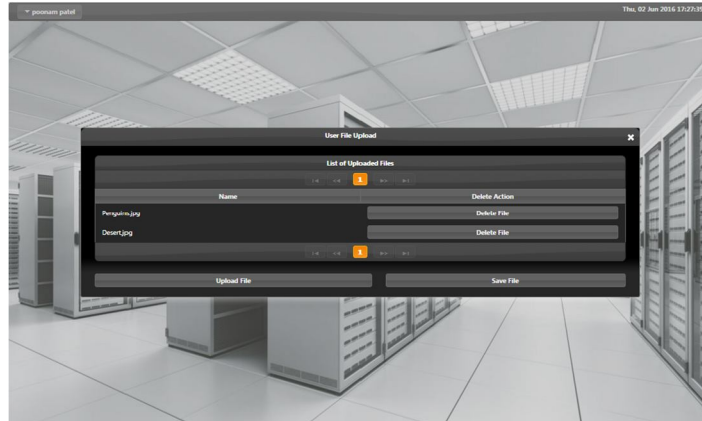 poonam patel
Thu, 02 Jun 2016 17:27:39
User File Upload
List of Uploaded Files
1
Name Delete Action
Penguins.jpg Delete File
Desert.jpg Delete File
1
Upload File Save File